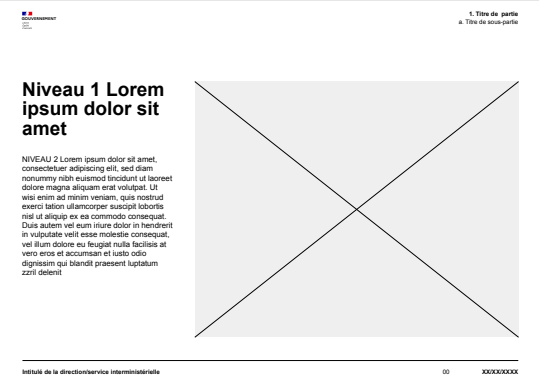 GOUVERNEMENT
1. Titre de partie
a. Titre de sous-partie
Niveau 1 Lorem
ipsum dolor sit
amet
NIVEAU 2 Lorem ipsum dolor sit amet,
consectetuer adipiscing elit, sed diam
nonummy nibh euismod tincidunt ut laoreet
dolore magna aliquam erat volutpat. Ut
wisi enim ad minim veniam, quis nostrud
exerci tation ullamcorper suscipit lobortis
nisl ut aliquip ex ea commodo consequat.
Duis autem vel eum iriure dolor in hendrerit
in vulputate velit esse molestie consequat,
vel illum dolore eu feugiat nulla facilisis at
vero eros et accumsan et iusto odio
dignissim qui blandit praesent luptatum
zzril delenit
Intitulé de la direction/service interministérielle
00
XX/XX/XXXX